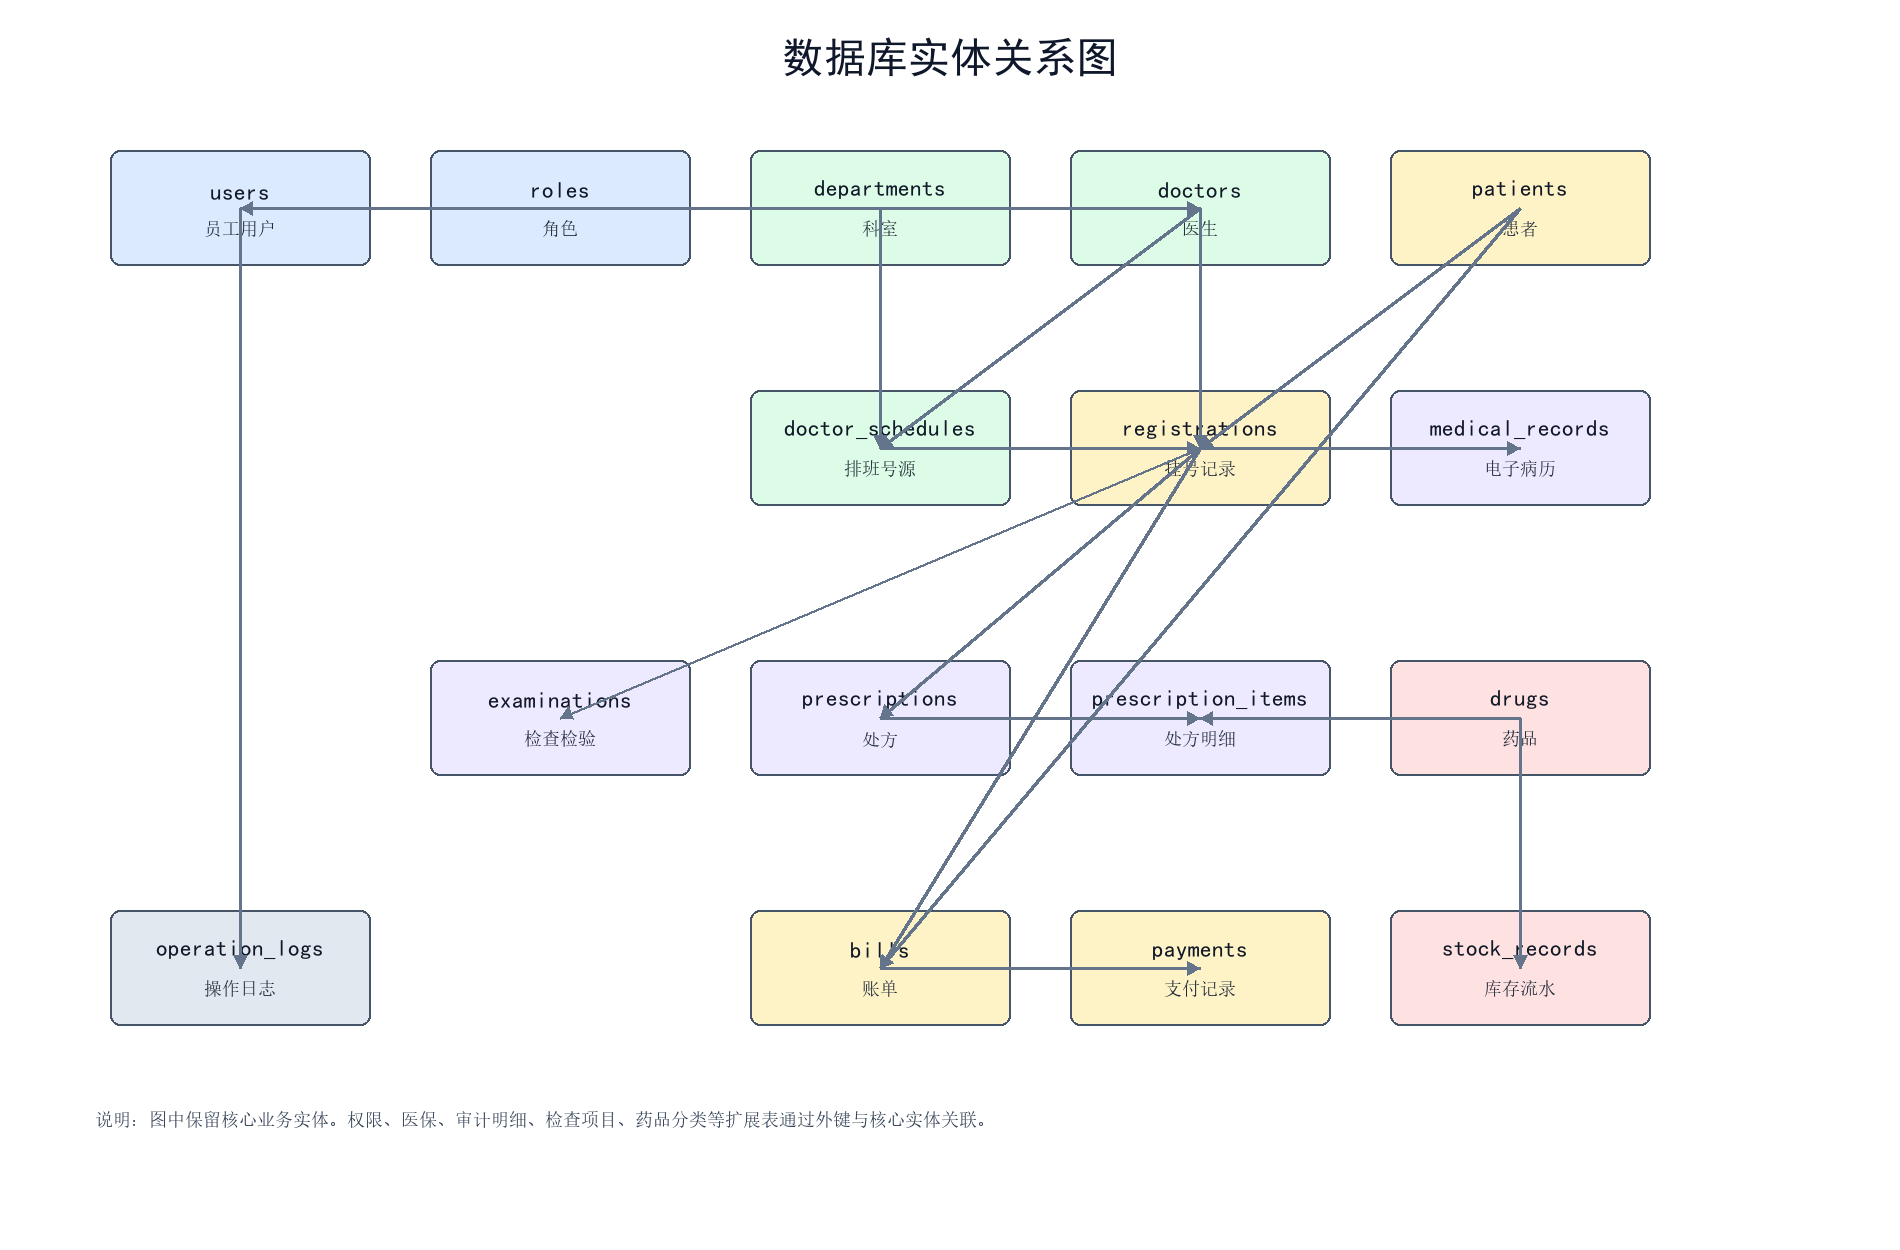 数据库实体关系图
users
员工用户
roles
角色
departments
科室
doctors
医生
patients
患者
doctor_schedules
排班号源
registrations
挂号记录
medical_records
电子病历
examinations
检查检验
prescriptions
处方
prescription_items
处方明细
drugs
药品
operation_logs
操作日志
bills
账单
payments
支付记录
stock_records
库存流水
说明：图中保留核心业务实体。权限、医保、审计明细、检查项目、药品分类等扩展表通过外键与核心实体关联。